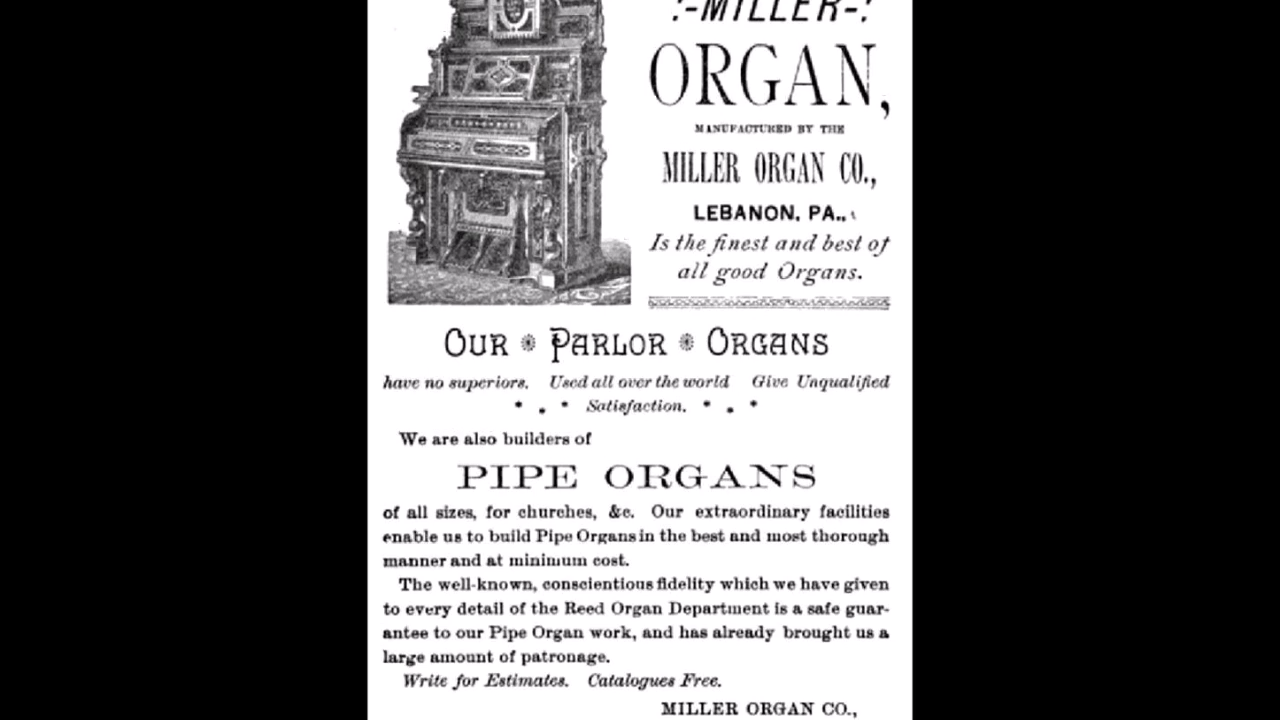 :-MILLER-:
ORGAN,
MANUFACTURED BY THE
MILLER ORGAN CO.,
LEBANON, PA.,
Is the finest and best of
all good Organs.
OUR * PARLOR * ORGANS
have no superiors. Used all over the world Give Unqualified
* . * Satisfaction. * . *
We are also builders of
PIPE ORGANS
of all sizes, for churches, &c. Our extraordinary facilities
enable us to build Pipe Organs in the best and most thorough
manner and at minimum cost.
The well-known, conscientious fidelity which we have given
to every detail of the Reed Organ Department is a safe guar-
antee to our Pipe Organ work, and has already brought us a
large amount of patronage.
Write for Estimates. Catalogues Free.
MILLER ORGAN CO.,